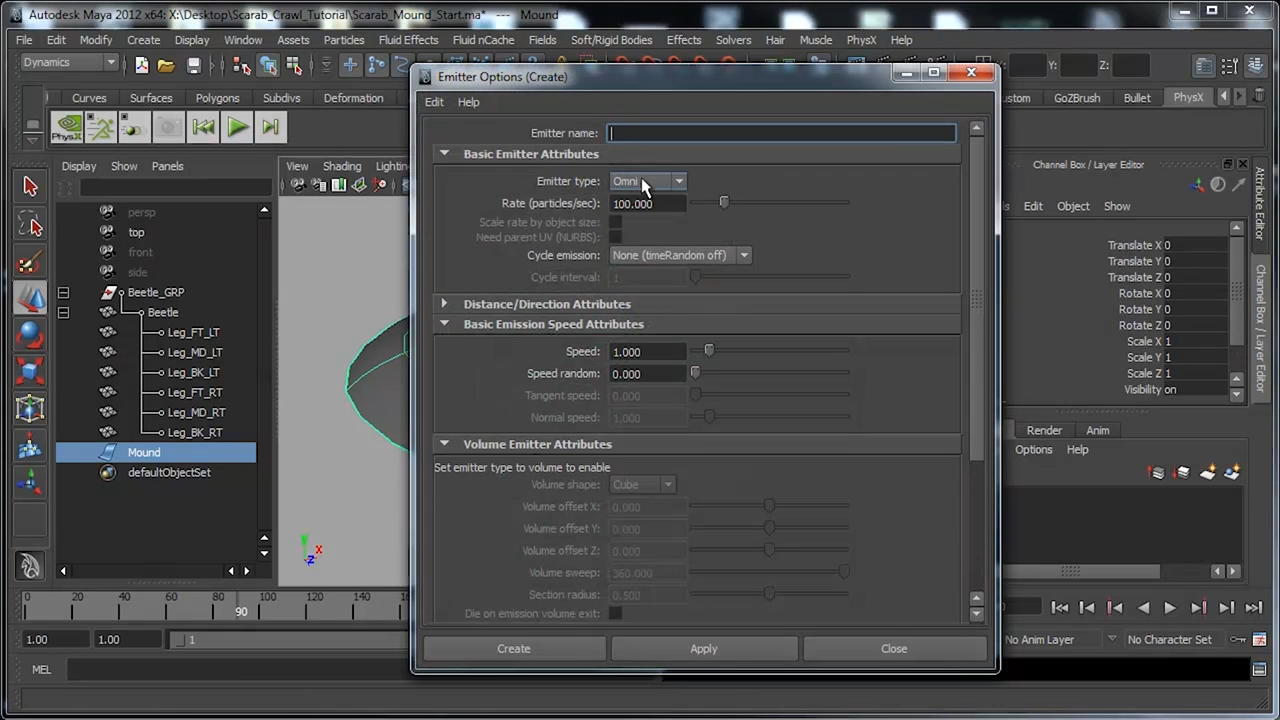 Autodesk Maya 2012 x64: X:\Desktop\Scarab_Crawl_Tutorial\Scarab_Mound_Start.ma* --- Mound
File Edit Modify Create Display Window Assets Particles Fluid Effects Fluid nCache Fields Soft/Rigid Bodies Effects Solvers Hair Muscle PhysX Help
Dynamics
Y: Z:
Curves Surfaces Polygons Subdivs Deformation
GoZBrush Bullet PhysX
PhysX
Emitter Options (Create)
Edit Help
Emitter name:
Basic Emitter Attributes
Emitter type: Omni
Rate (particles/sec): 100.000
Scale rate by object size:
Need parent UV (NURBS):
Cycle emission: None (timeRandom off)
Cycle interval: 1
Distance/Direction Attributes
Basic Emission Speed Attributes
Speed: 1.000
Speed random: 0.000
Tangent speed: 0.000
Normal speed: 1.000
Volume Emitter Attributes
Set emitter type to volume to enable
Volume shape: Cube
Volume offset X: 0.000
Volume offset Y: 0.000
Volume offset Z: 0.000
Volume sweep: 360.000
Section radius: 0.500
Die on emission volume exit:
Create Apply Close
Display Show Panels
View Shading
persp
top
front
side
Beetle_GRP
Beetle
Leg_FT_LT
Leg_MD_LT
Leg_BK_LT
Leg_FT_RT
Leg_MD_RT
Leg_BK_RT
Mound
defaultObjectSet
x
z
Channel Box / Layer Editor
Edit Object Show
Translate X 0
Translate Y 0
Translate Z 0
Rotate X 0
Rotate Y 0
Rotate Z 0
Scale X 1
Scale Y 1
Scale Z 1
Visibility on
Attribute Editor
Channel Box / Layer Editor
Render Anim
Options Help
0 20 40 60 80 90 100 120 140
1.00 1.00 1
No Anim Layer No Character Set
MEL